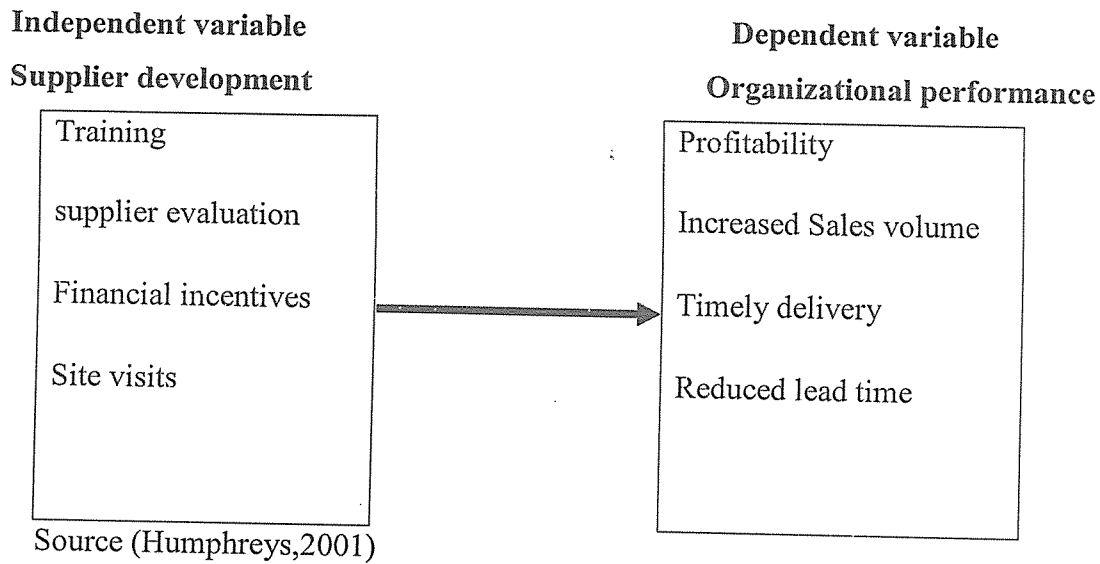 Independent variable
Supplier development
Training
supplier evaluation
Financial incentives
Site visits
Source (Humphreys,2001)
Dependent variable
Organizational performance
Profitability
Increased Sales volume
Timely delivery
Reduced lead time